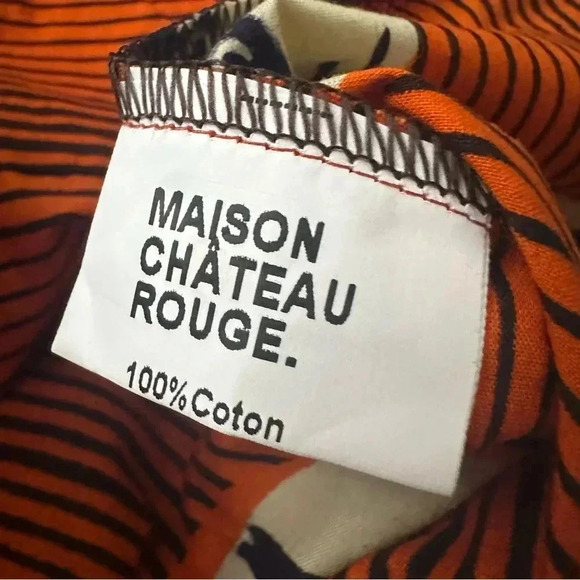 MAISON
CHÂTEAU
ROUGE.
100% Coton